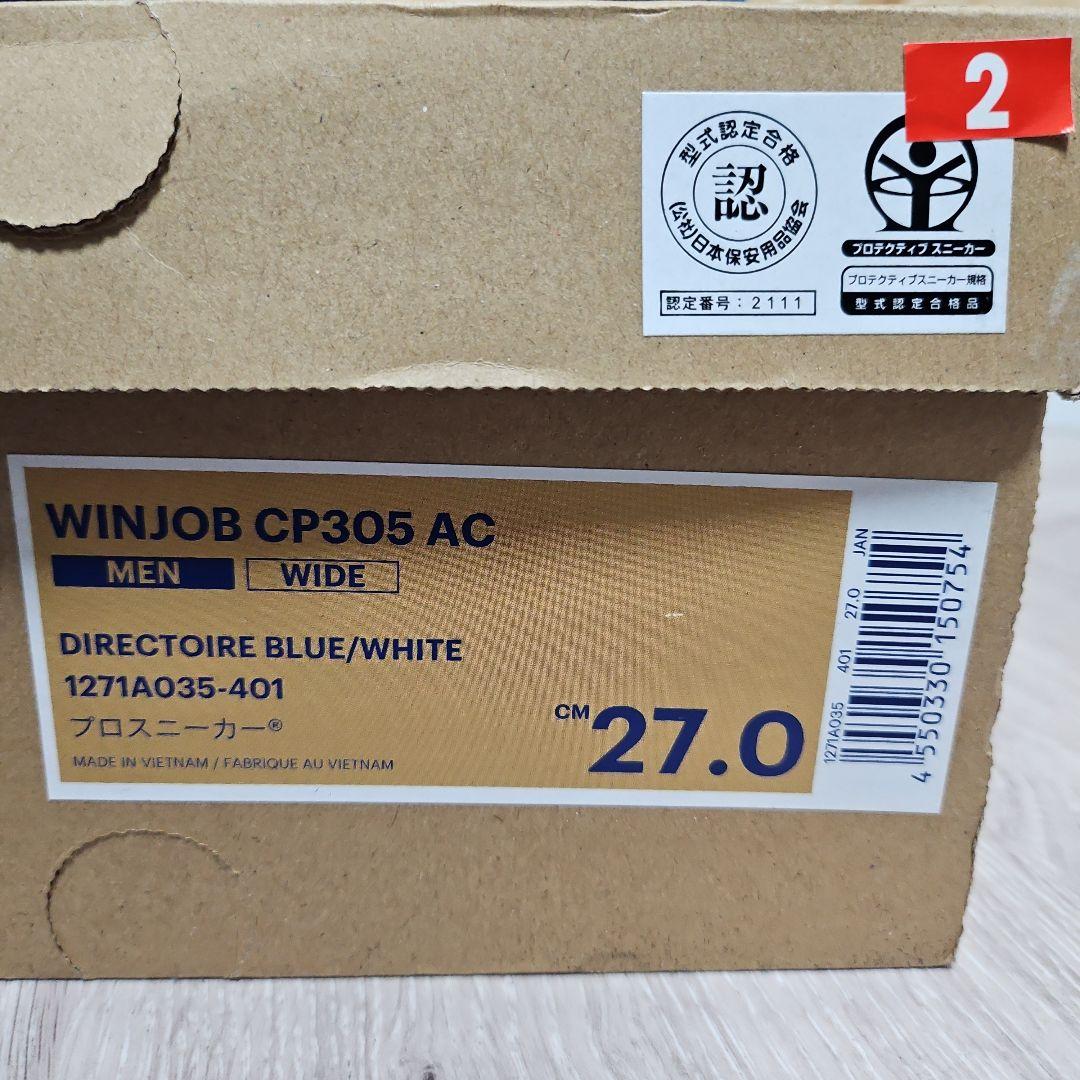 2
型式認定合格
認
(公社)日本保安用品協会
認定番号：2111
プロテクティブ スニーカー
プロテクティブスニーカー規格
型式認定合格品
WINJOB CP305 AC
MEN WIDE
DIRECTOIRE BLUE/WHITE
1271A035-401
プロスニーカー®
MADE IN VIETNAM / FABRIQUE AU VIETNAM
CM 27.0
1271A035 401 27.0 JAN
4 550330 150754